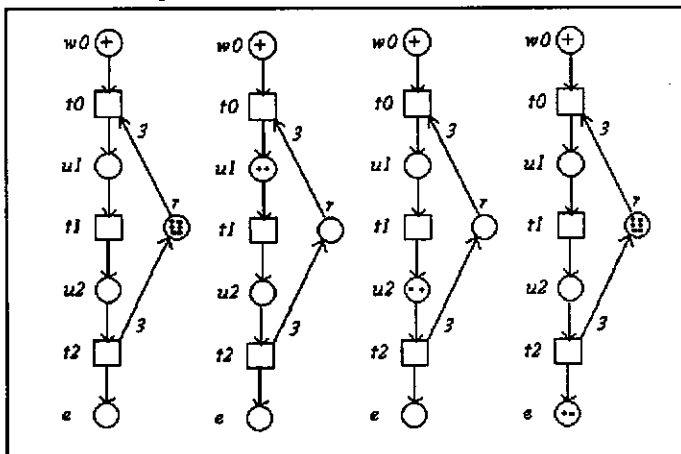 w0 w0 w0 w0
t0 t0 t0 t0
3 3 3 3
u1 u1 u1 u1
r r r r
t1 t1 t1 t1
u2 u2 u2 u2
3 3 3 3
t2 t2 t2 t2
e e e e